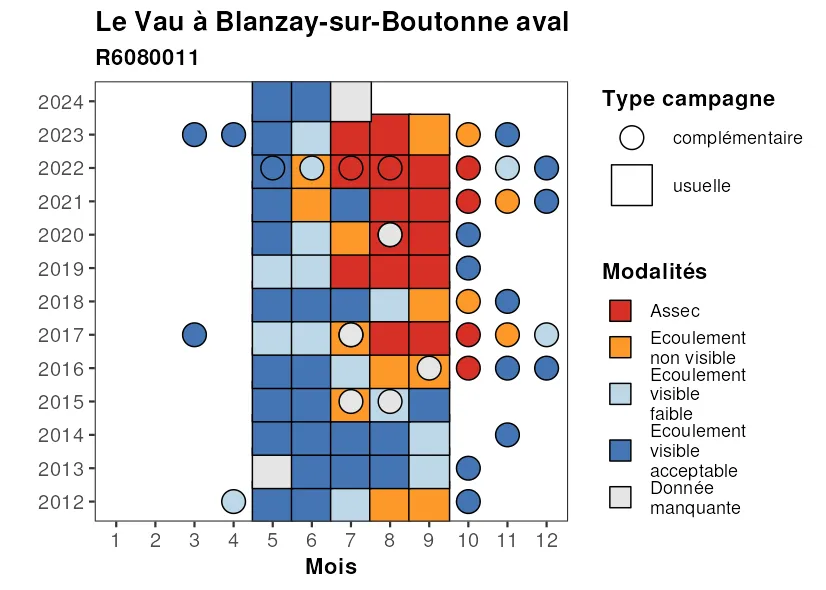 Le Vau à Blanzay-sur-Boutonne aval
R6080011
2024
2023
2022
2021
2020
2019
2018
2017
2016
2015
2014
2013
2012
1 2 3 4 5 6 7 8 9 10 11 12
Mois
Type campagne
complémentaire
usuelle
Modalités
Assec
Ecoulement
non visible
Ecoulement
visible
faible
Ecoulement
visible
acceptable
Donnée
manquante